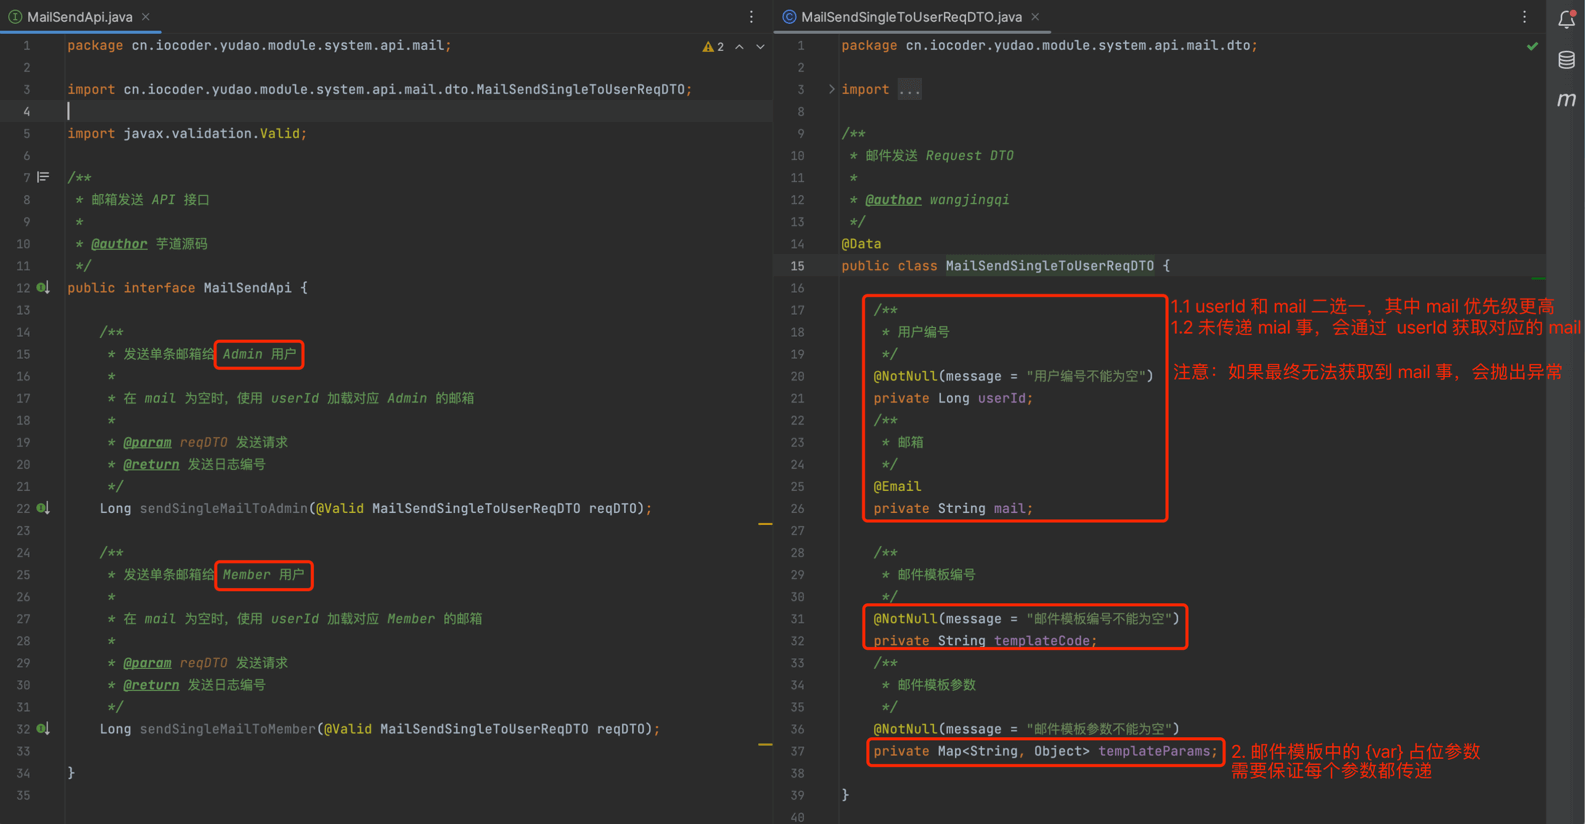 MailSendApi.java
1 package cn.iocoder.yudao.module.system.api.mail;
2
3 import cn.iocoder.yudao.module.system.api.mail.dto.MailSendSingleToUserReqDTO;
4
5 import javax.validation.Valid;
6
7 /**
8 * 邮箱发送 API 接口
9 *
10 * @author 芋道源码
11 */
12 public interface MailSendApi {
13
14 /**
15 * 发送单条邮箱给 Admin 用户
16 *
17 * 在 mail 为空时，使用 userId 加载对应 Admin 的邮箱
18 *
19 * @param reqDTO 发送请求
20 * @return 发送日志编号
21 */
22 Long sendSingleMailToAdmin(@Valid MailSendSingleToUserReqDTO reqDTO);
23
24 /**
25 * 发送单条邮箱给 Member 用户
26 *
27 * 在 mail 为空时，使用 userId 加载对应 Member 的邮箱
28 *
29 * @param reqDTO 发送请求
30 * @return 发送日志编号
31 */
32 Long sendSingleMailToMember(@Valid MailSendSingleToUserReqDTO reqDTO);
33
34 }
35
2
MailSendSingleToUserReqDTO.java
1 package cn.iocoder.yudao.module.system.api.mail.dto;
2
3 import ...
8
9 /**
10 * 邮件发送 Request DTO
11 *
12 * @author wangjingqi
13 */
14 @Data
15 public class MailSendSingleToUserReqDTO {
16
17 /**
18 * 用户编号
19 */
20 @NotNull(message = "用户编号不能为空")
21 private Long userId;
22 /**
23 * 邮箱
24 */
25 @Email
26 private String mail;
27
28 /**
29 * 邮件模板编号
30 */
31 @NotNull(message = "邮件模板编号不能为空")
32 private String templateCode;
33 /**
34 * 邮件模板参数
35 */
36 @NotNull(message = "邮件模板参数不能为空")
37 private Map<String, Object> templateParams;
38
39 }
40
1.1 userId 和 mail 二选一，其中 mail 优先级更高
1.2 未传递 mial 事，会通过 userId 获取对应的 mail
注意：如果最终无法获取到 mail 事，会抛出异常
2. 邮件模版中的 {var} 占位参数
需要保证每个参数都传递
m